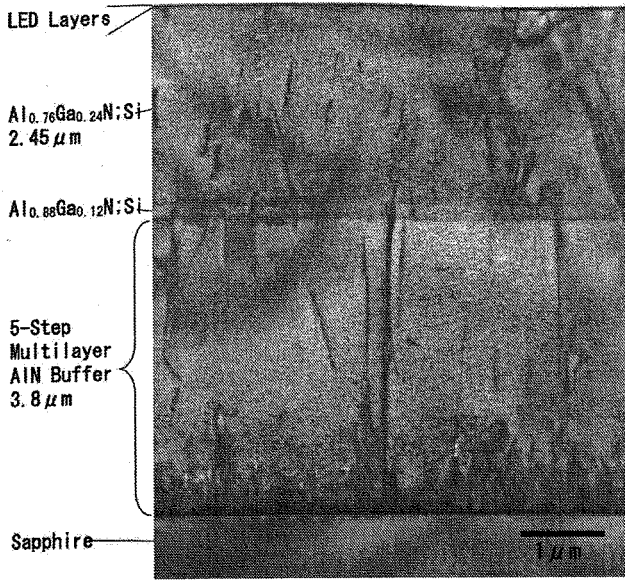 LED Layers
Al₀.₇₆Ga₀.₂₄N:Si
2.45μm
Al₀.₈₈Ga₀.₁₂N:Si
5-Step
Multilayer
AlN Buffer
3.8μm
Sapphire
1μm